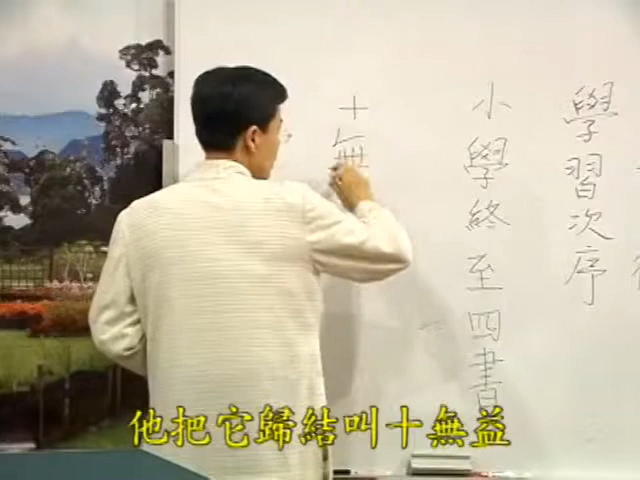 學習次序
小學終至四書
十無
他把它歸結叫十無益